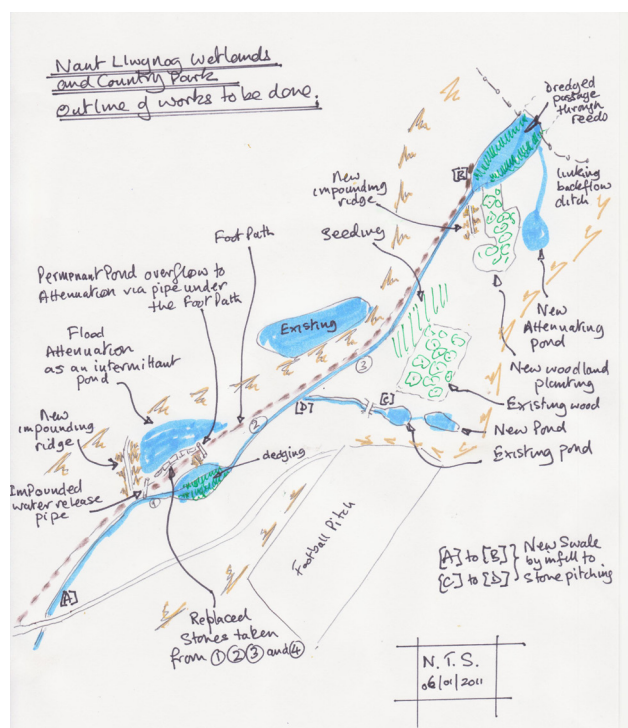 Nant Llwynog Wetlands
and Country Park
Outline of works to be done.
Dredged
passage
through
reeds
linking
backflow
ditch
[B]
New
impounding
ridge
Seeding
Foot Path
Permenant Pond overflow to
Attenuation via pipe under
the Foot Path
Existing
Flood
Attenuation
as an intermittant
pond
New
Attenuating
Pond
New woodland
planting
Existing wood
New Pond
Existing pond
3
[D]
[C]
2
New
impounding
ridge
dedging
Impounded
water release
pipe
1
Football Pitch
[A]
Replaced
Stones taken
from 1 2 3 and 4
[A] to [B] } New Swale
by infill to
[C] to [D] } Stone pitching
N.T.S.
06/01/2011